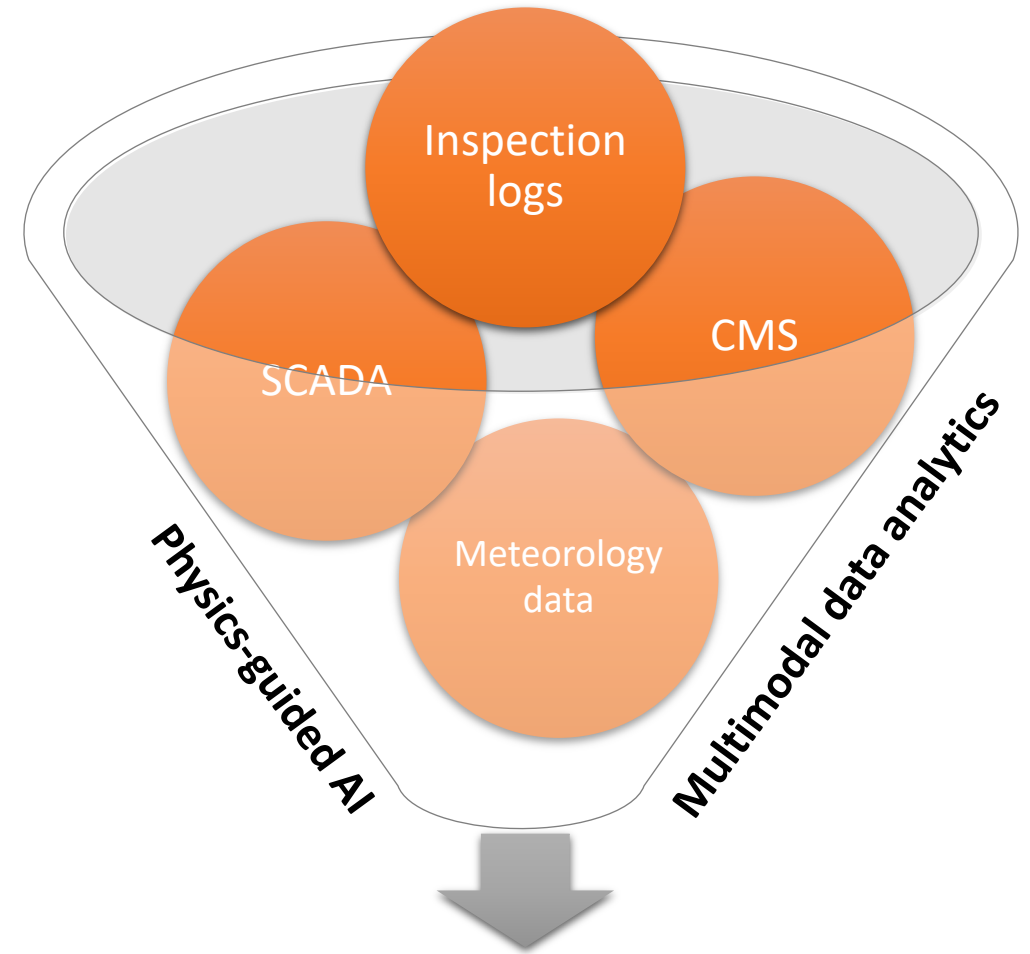 Inspection
logs
CMS
SCADA
Meteorology
data
Physics-guided AI
Multimodal data analytics